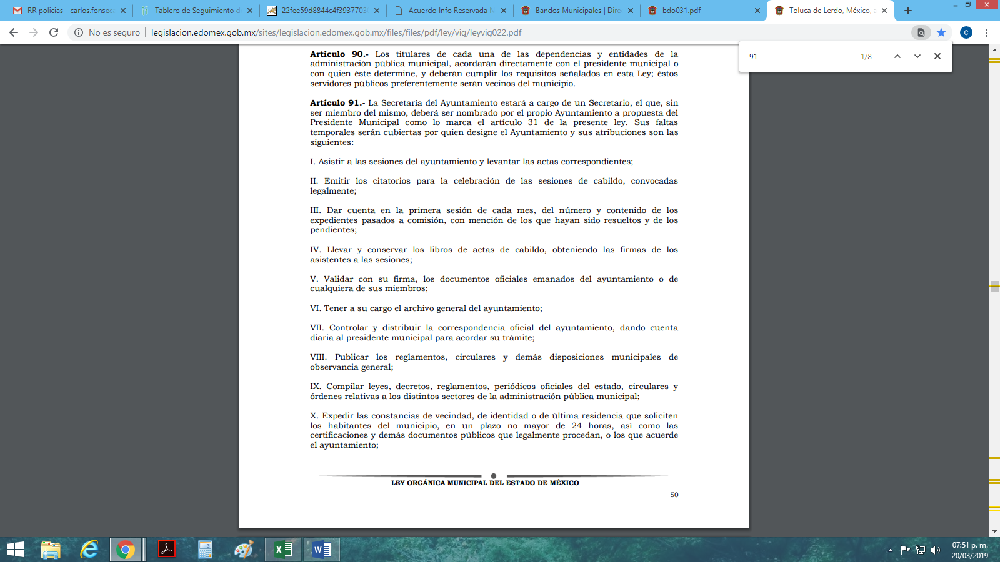 RR policias - carlos.fonsec
Tablero de Seguimiento d
22fee59d8844c4f3937703
Acuerdo Info Reservada N
Bandos Municipales | Dire
bdo031.pdf
Toluca de Lerdo, México, a
No es seguro
legislacion.edomex.gob.mx/sites/legislacion.edomex.gob.mx/files/files/pdf/ley/vig/leyvig022.pdf
C
91
1/8
Artículo 90.- Los titulares de cada una de las dependencias y entidades de la
administración pública municipal, acordarán directamente con el presidente municipal o
con quien éste determine, y deberán cumplir los requisitos señalados en esta Ley; éstos
servidores públicos preferentemente serán vecinos del municipio.
Artículo 91.- La Secretaría del Ayuntamiento estará a cargo de un Secretario, el que, sin
ser miembro del mismo, deberá ser nombrado por el propio Ayuntamiento a propuesta del
Presidente Municipal como lo marca el artículo 31 de la presente ley. Sus faltas
temporales serán cubiertas por quien designe el Ayuntamiento y sus atribuciones son las
siguientes:
I. Asistir a las sesiones del ayuntamiento y levantar las actas correspondientes;
II. Emitir los citatorios para la celebración de las sesiones de cabildo, convocadas
legalmente;
III. Dar cuenta en la primera sesión de cada mes, del número y contenido de los
expedientes pasados a comisión, con mención de los que hayan sido resueltos y de los
pendientes;
IV. Llevar y conservar los libros de actas de cabildo, obteniendo las firmas de los
asistentes a las sesiones;
V. Validar con su firma, los documentos oficiales emanados del ayuntamiento o de
cualquiera de sus miembros;
VI. Tener a su cargo el archivo general del ayuntamiento;
VII. Controlar y distribuir la correspondencia oficial del ayuntamiento, dando cuenta
diaria al presidente municipal para acordar su trámite;
VIII. Publicar los reglamentos, circulares y demás disposiciones municipales de
observancia general;
IX. Compilar leyes, decretos, reglamentos, periódicos oficiales del estado, circulares y
órdenes relativas a los distintos sectores de la administración pública municipal;
X. Expedir las constancias de vecindad, de identidad o de última residencia que soliciten
los habitantes del municipio, en un plazo no mayor de 24 horas, así como las
certificaciones y demás documentos públicos que legalmente procedan, o los que acuerde
el ayuntamiento;
LEY ORGÁNICA MUNICIPAL DEL ESTADO DE MÉXICO
50
07:51 p. m.
20/03/2019